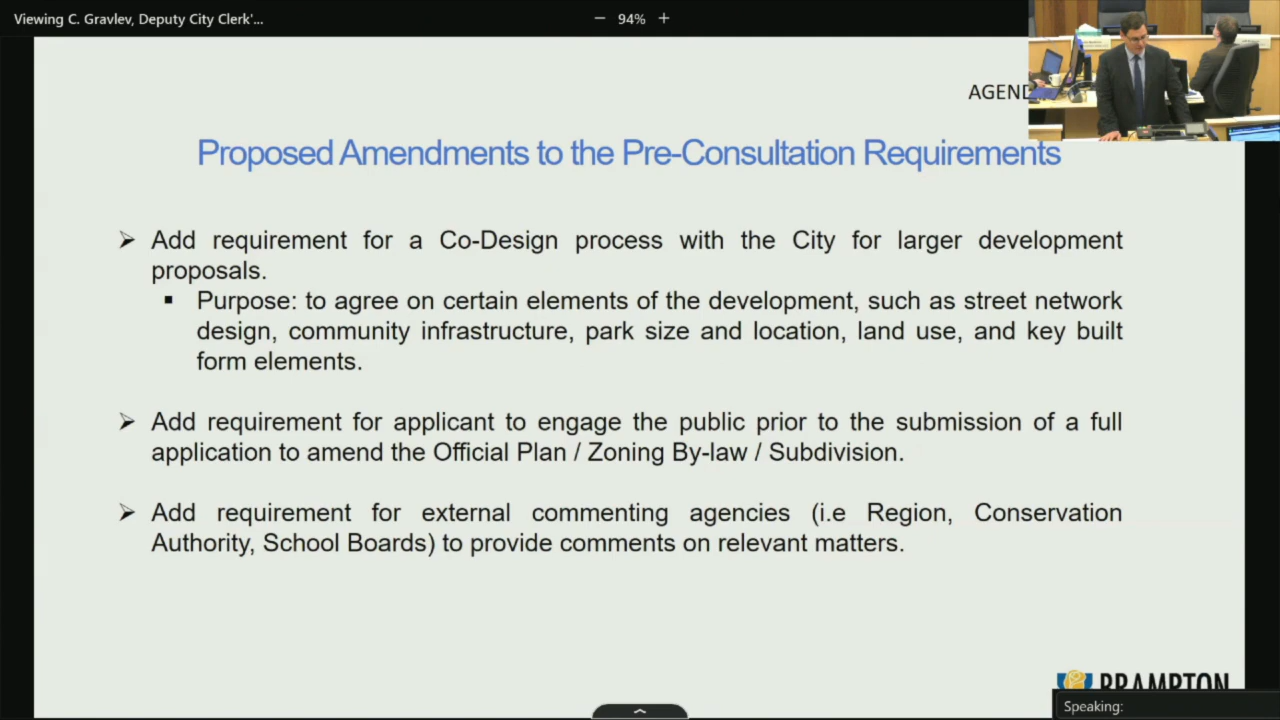 Viewing C. Gravlev, Deputy City Clerk'...
94%
AGEND
Proposed Amendments to the Pre-Consultation Requirements
Add requirement for a Co-Design process with the City for larger development
proposals.
Purpose: to agree on certain elements of the development, such as street network
design, community infrastructure, park size and location, land use, and key built
form elements.
Add requirement for applicant to engage the public prior to the submission of a full
application to amend the Official Plan / Zoning By-law / Subdivision.
Add requirement for external commenting agencies (i.e Region, Conservation
Authority, School Boards) to provide comments on relevant matters.
BRAMPTON
Speaking: